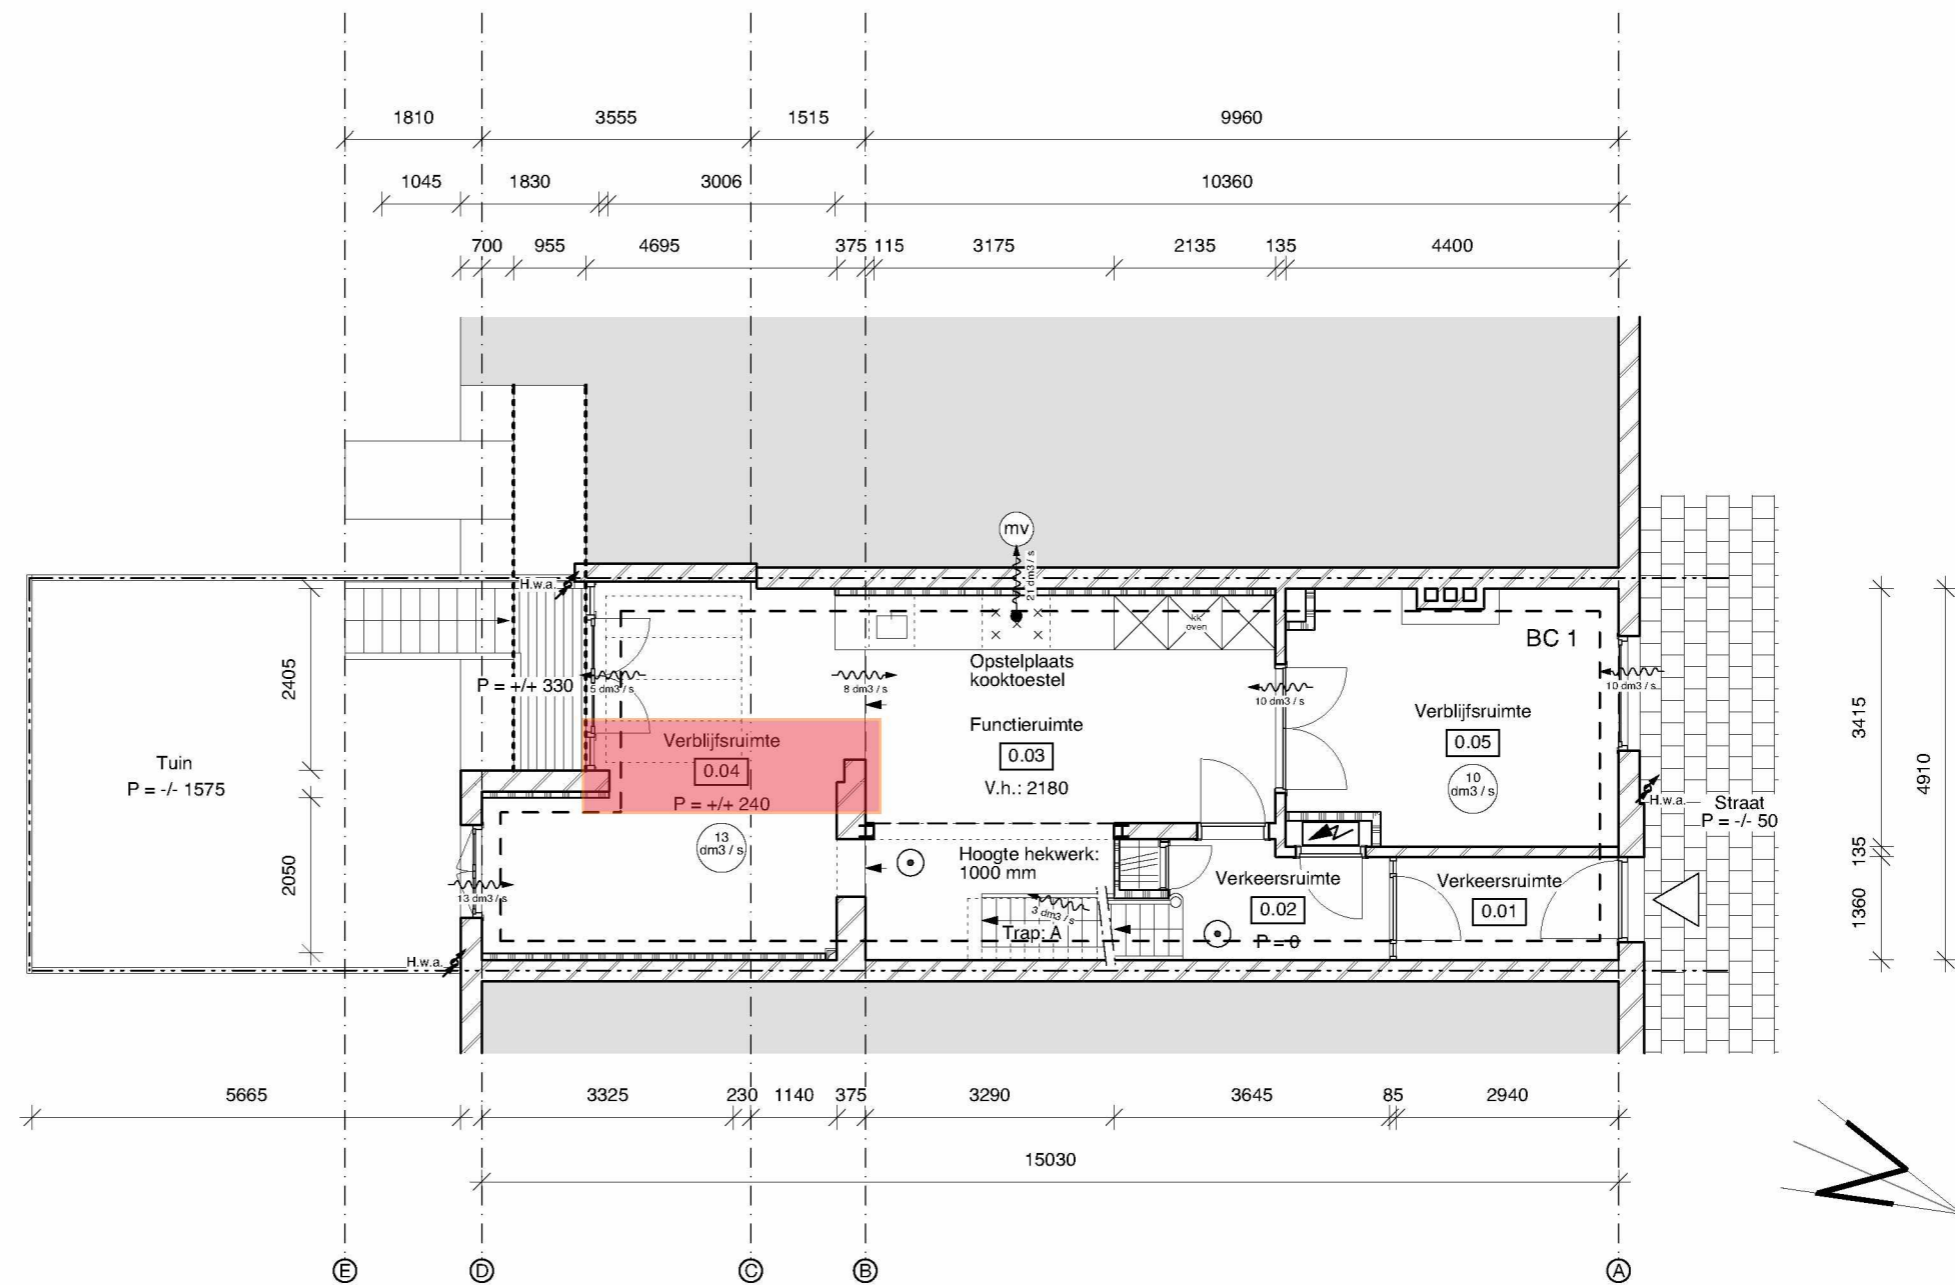 1810 3555 1515 9960
1045 1830 3006 10360
700 955 4695 375 115 3175 2135 135 4400
mv
21 dm3 / s
H.w.a.
kk
oven
BC 1
Opstelplaats
kooktoestel
P = +/+ 330
5 dm3 / s
8 dm3 / s
10 dm3 / s
10 dm3 / s
2405
Verblijfsruimte
0.04
P = +/+ 240
Functieruimte
0.03
V.h.: 2180
Verblijfsruimte
0.05
10
dm3 / s
3415
4910
Tuin
P = -/- 1575
H.w.a.
Straat
P = -/- 50
13
dm3 / s
Hoogte hekwerk:
1000 mm
135
2050
13 dm3 / s
3 dm3 / s
Trap: A
Verkeersruimte
0.02
P = 0
Verkeersruimte
0.01
1360
H.w.a.
5665 3325 230 1140 375 3290 3645 85 2940
15030
E D C B A